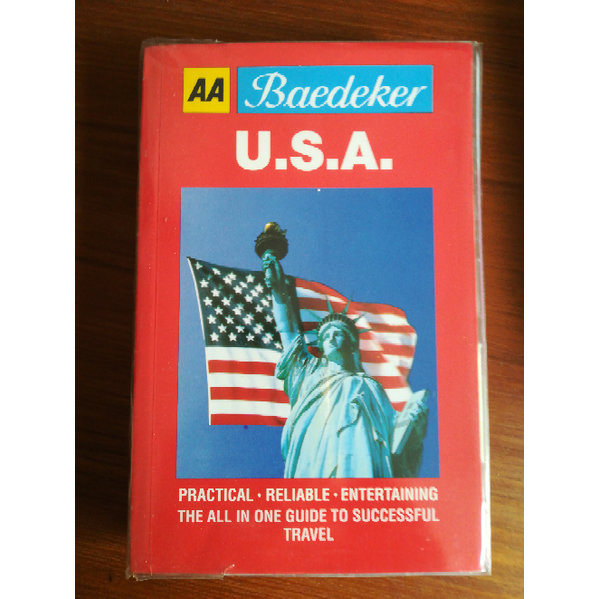 AA Baedeker
U.S.A.
PRACTICAL · RELIABLE · ENTERTAINING
THE ALL IN ONE GUIDE TO SUCCESSFUL
TRAVEL